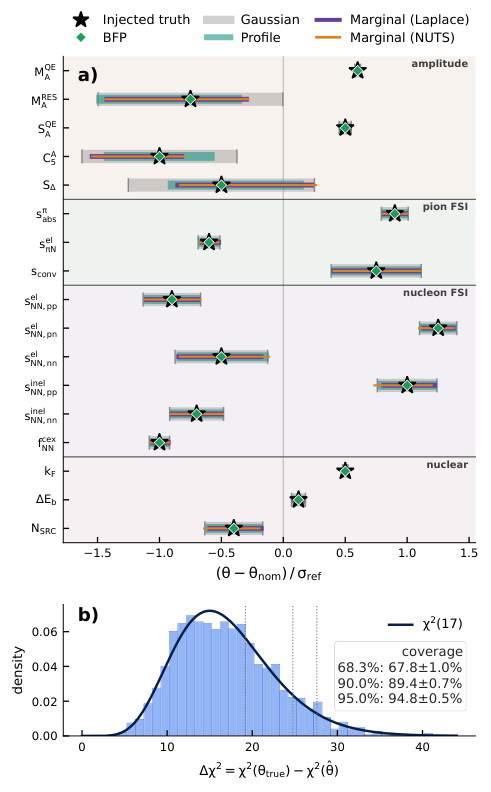 Injected truth
BFP
Gaussian
Profile
Marginal (Laplace)
Marginal (NUTS)
a)
amplitude
M_A^QE
M_A^RES
S_A^QE
C_5^A
S_Δ
pion FSI
s_abs^π
s_πN^el
s_conv
nucleon FSI
s_NN,pp^el
s_NN,pn^el
s_NN,nn^el
s_NN,pp^inel
s_NN,nn^inel
f_NN^cex
nuclear
k_F
ΔE_b
N_SRC
−1.5 −1.0 −0.5 0.0 0.5 1.0 1.5
(θ − θ_nom) / σ_ref
b)
χ²(17)
coverage
68.3%: 67.8±1.0%
90.0%: 89.4±0.7%
95.0%: 94.8±0.5%
density
0.06
0.04
0.02
0.00
0 10 20 30 40
Δχ² = χ²(θ_true) − χ²(θ̂)